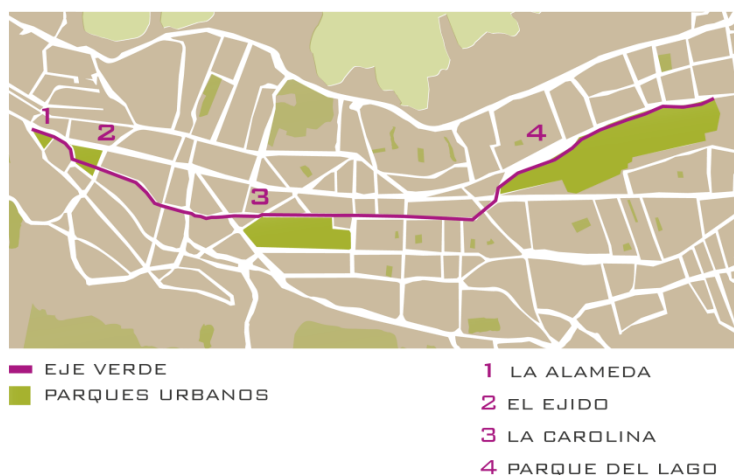 1
2
3
4
EJE VERDE
PARQUES URBANOS
1 LA ALAMEDA
2 EL EJIDO
3 LA CAROLINA
4 PARQUE DEL LAGO